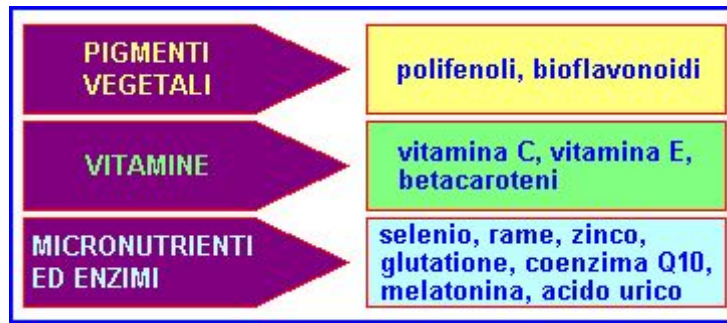 PIGMENTI
VEGETALI
polifenoli, bioflavonoidi
VITAMINE
vitamina C, vitamina E,
betacaroteni
MICRONUTRIENTI
ED ENZIMI
selenio, rame, zinco,
glutatione, coenzima Q10,
melatonina, acido urico